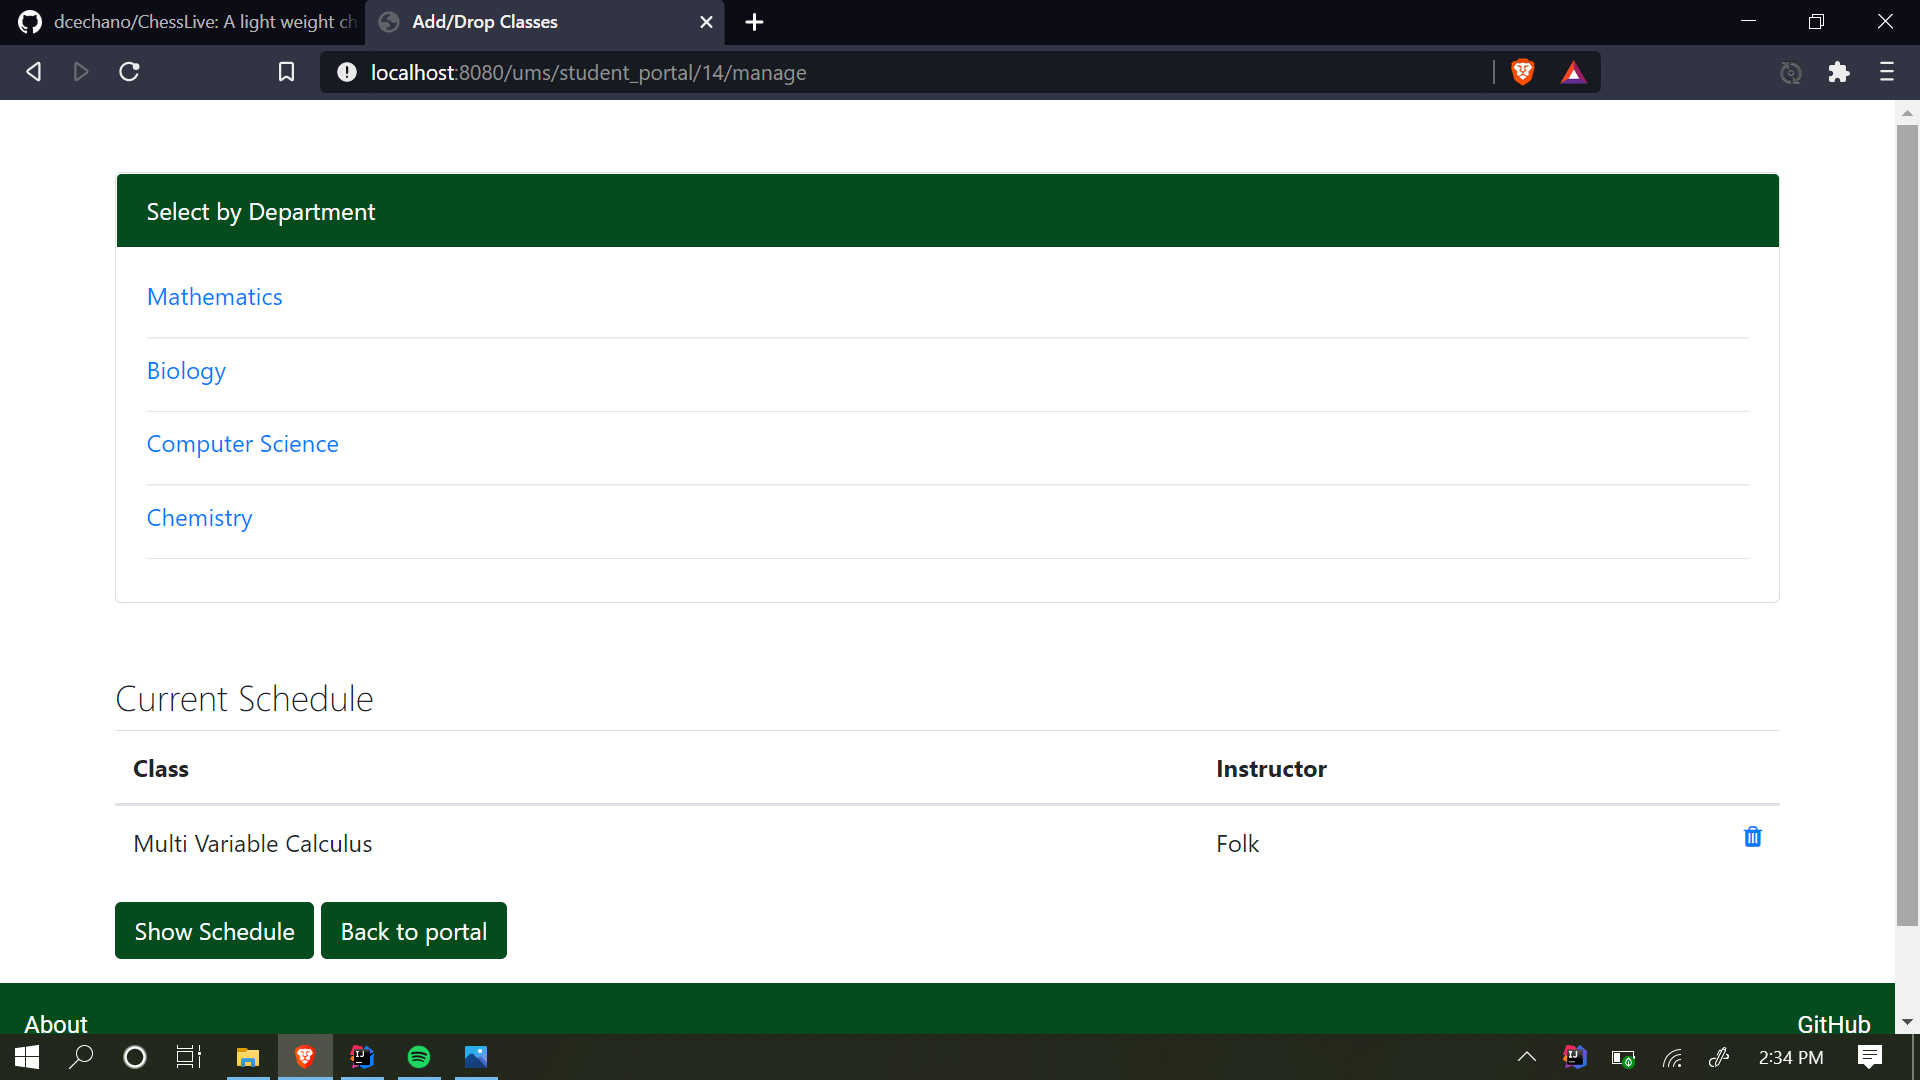 dcechano/ChessLive: A light weight ch
Add/Drop Classes
localhost:8080/ums/student_portal/14/manage
Select by Department
Mathematics
Biology
Computer Science
Chemistry
Current Schedule
Class Instructor
Multi Variable Calculus Folk
Show Schedule Back to portal
About GitHub
2:34 PM